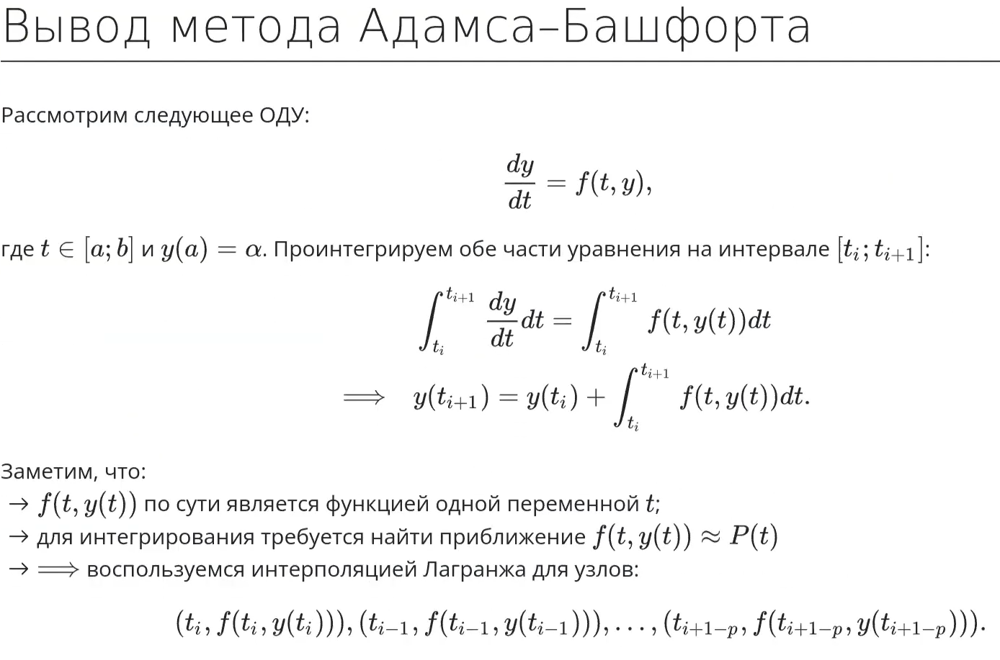 Вывод метода Адамса–Башфорта
Рассмотрим следующее ОДУ:
$$\frac{dy}{dt} = f(t, y),$$
где $t \in [a; b]$ и $y(a) = \alpha$. Проинтегрируем обе части уравнения на интервале $[t_i; t_{i+1}]$:
$$\int_{t_i}^{t_{i+1}} \frac{dy}{dt} dt = \int_{t_i}^{t_{i+1}} f(t, y(t))dt$$
$$\implies y(t_{i+1}) = y(t_i) + \int_{t_i}^{t_{i+1}} f(t, y(t))dt.$$
Заметим, что:
→ $f(t, y(t))$ по сути является функцией одной переменной $t$;
→ для интегрирования требуется найти приближение $f(t, y(t)) \approx P(t)$
→ $\implies$ воспользуемся интерполяцией Лагранжа для узлов:
$$(t_i, f(t_i, y(t_i))), (t_{i-1}, f(t_{i-1}, y(t_{i-1}))), \ldots, (t_{i+1-p}, f(t_{i+1-p}, y(t_{i+1-p}))).$$